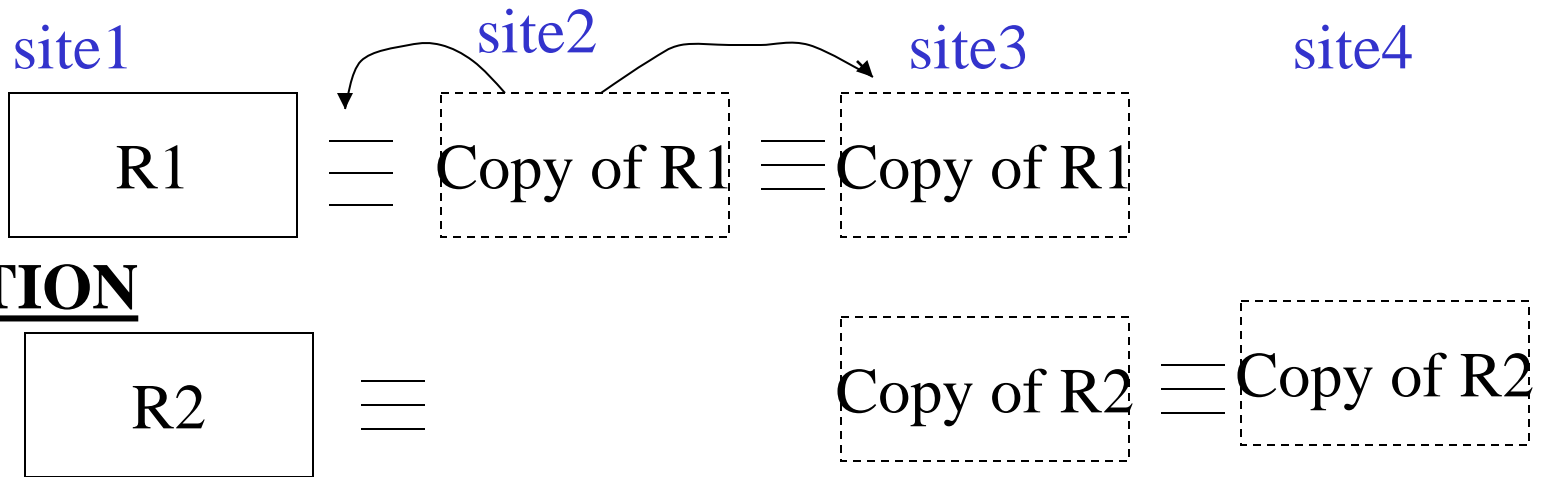 site1 site2 site3 site4
R1 Copy of R1 Copy of R1
TION
R2 Copy of R2 Copy of R2